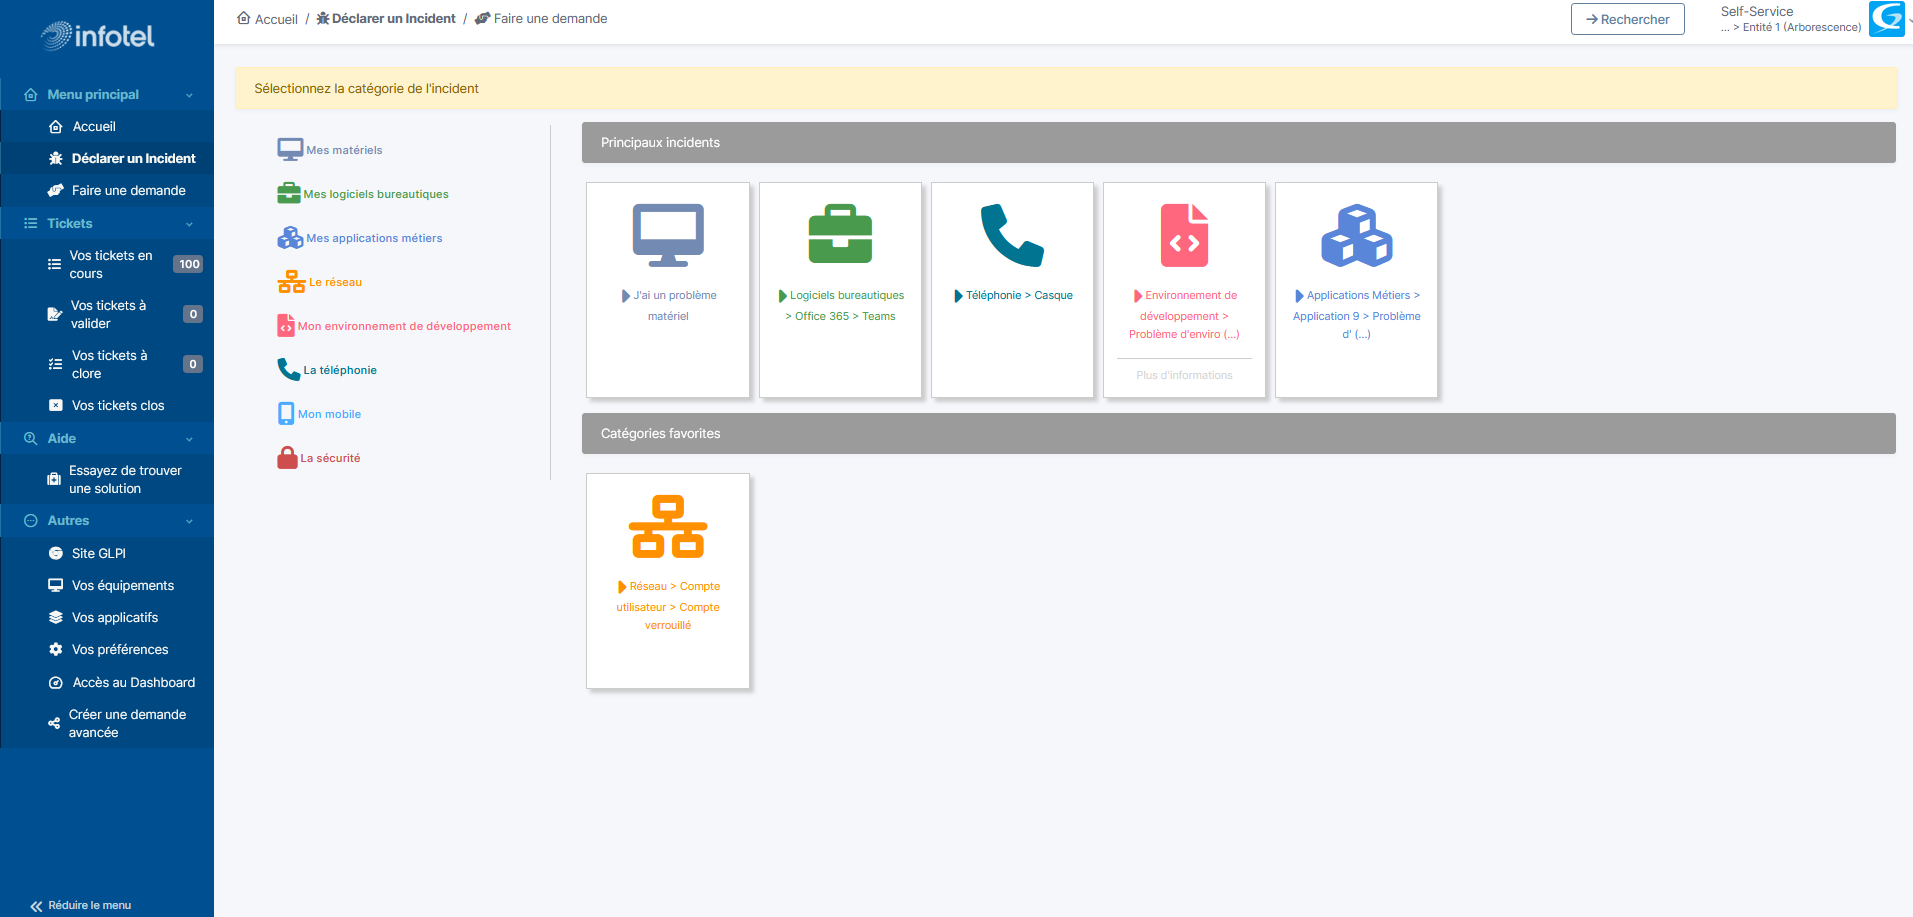 infotel
Menu principal
Accueil
Déclarer un Incident
Faire une demande
Tickets
Vos tickets en
cours
100
Vos tickets à
valider
0
Vos tickets à
clore
0
Vos tickets clos
Aide
Essayez de trouver
une solution
Autres
Site GLPI
Vos équipements
Vos applicatifs
Vos préférences
Accès au Dashboard
Créer une demande
avancée
Réduire le menu
Accueil / Déclarer un Incident / Faire une demande
Rechercher
Self-Service
... > Entité 1 (Arborescence)
Sélectionnez la catégorie de l'incident
Mes matériels
Mes logiciels bureautiques
Mes applications métiers
Le réseau
Mon environnement de développement
La téléphonie
Mon mobile
La sécurité
Principaux incidents
J'ai un problème
matériel
Logiciels bureautiques
> Office 365 > Teams
Téléphonie > Casque
Environnement de
développement >
Problème d'enviro (...)
Plus d'informations
Applications Métiers >
Application 9 > Problème
d' (...)
Catégories favorites
Réseau > Compte
utilisateur > Compte
verrouillé